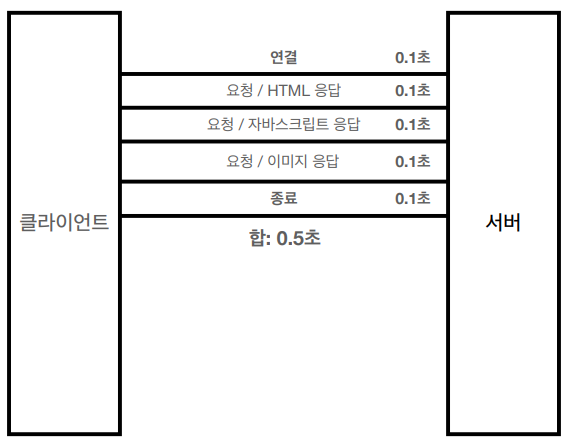 연결 0.1초
요청 / HTML 응답 0.1초
요청 / 자바스크립트 응답 0.1초
요청 / 이미지 응답 0.1초
종료 0.1초
클라이언트
합: 0.5초
서버